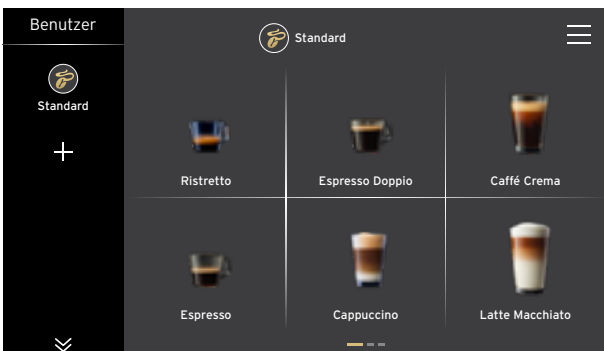 Benutzer
Standard
Standard
Ristretto
Espresso Doppio
Caffé Crema
Espresso
Cappuccino
Latte Macchiato